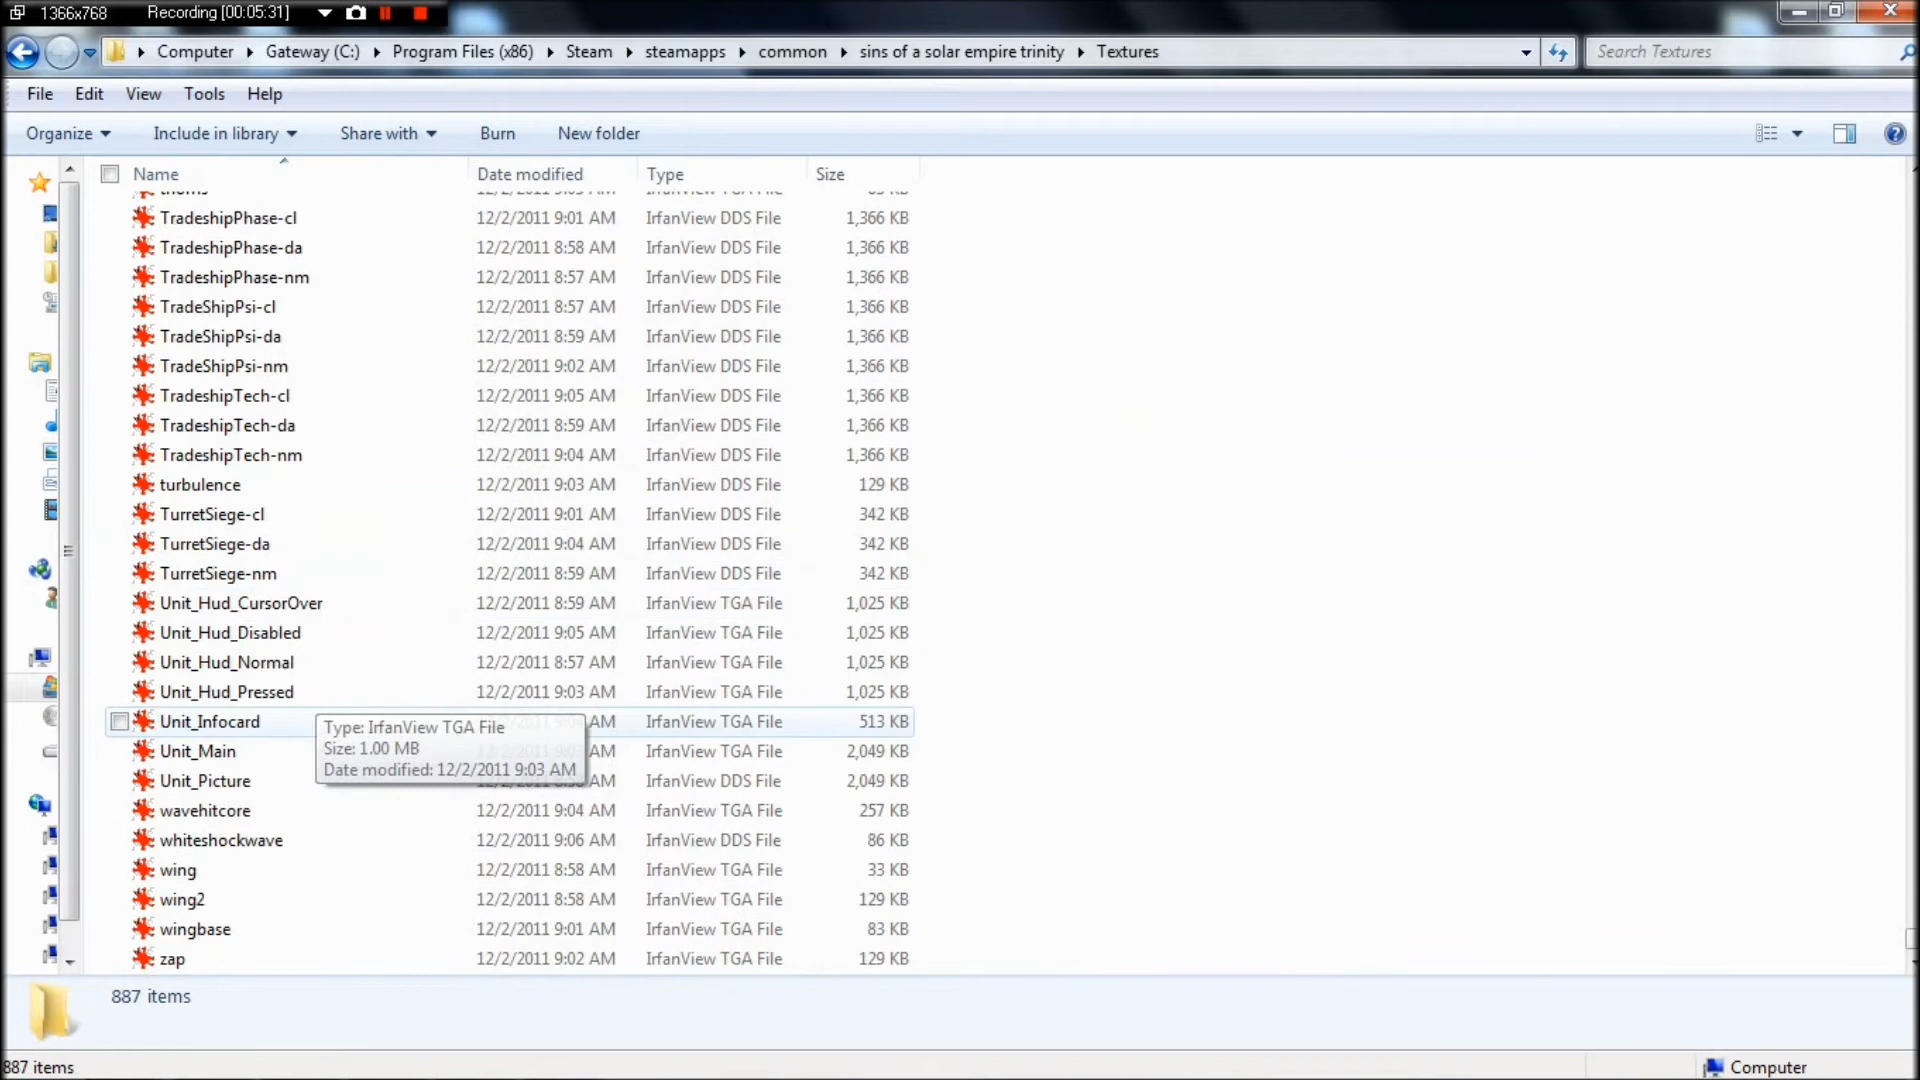 1366x768 Recording [00:05:31]
Computer Gateway (C:) Program Files (x86) Steam steamapps common sins of a solar empire trinity Textures Search Textures
File Edit View Tools Help
Organize Include in library Share with Burn New folder
Name Date modified Type Size
TradeshipPhase-cl 12/2/2011 9:01 AM IrfanView DDS File 1,366 KB
TradeshipPhase-da 12/2/2011 8:58 AM IrfanView DDS File 1,366 KB
TradeshipPhase-nm 12/2/2011 8:57 AM IrfanView DDS File 1,366 KB
TradeShipPsi-cl 12/2/2011 8:57 AM IrfanView DDS File 1,366 KB
TradeShipPsi-da 12/2/2011 8:59 AM IrfanView DDS File 1,366 KB
TradeShipPsi-nm 12/2/2011 9:02 AM IrfanView DDS File 1,366 KB
TradeshipTech-cl 12/2/2011 9:05 AM IrfanView DDS File 1,366 KB
TradeshipTech-da 12/2/2011 8:59 AM IrfanView DDS File 1,366 KB
TradeshipTech-nm 12/2/2011 9:04 AM IrfanView DDS File 1,366 KB
turbulence 12/2/2011 9:03 AM IrfanView DDS File 129 KB
TurretSiege-cl 12/2/2011 9:01 AM IrfanView DDS File 342 KB
TurretSiege-da 12/2/2011 9:04 AM IrfanView DDS File 342 KB
TurretSiege-nm 12/2/2011 8:59 AM IrfanView DDS File 342 KB
Unit_Hud_CursorOver 12/2/2011 8:59 AM IrfanView TGA File 1,025 KB
Unit_Hud_Disabled 12/2/2011 9:05 AM IrfanView TGA File 1,025 KB
Unit_Hud_Normal 12/2/2011 8:57 AM IrfanView TGA File 1,025 KB
Unit_Hud_Pressed 12/2/2011 9:03 AM IrfanView TGA File 1,025 KB
Unit_Infocard AM IrfanView TGA File 513 KB
Type: IrfanView TGA File
Size: 1.00 MB
Date modified: 12/2/2011 9:03 AM
Unit_Main AM IrfanView TGA File 2,049 KB
Unit_Picture AM IrfanView DDS File 2,049 KB
wavehitcore 12/2/2011 9:04 AM IrfanView TGA File 257 KB
whiteshockwave 12/2/2011 9:06 AM IrfanView DDS File 86 KB
wing 12/2/2011 8:58 AM IrfanView TGA File 33 KB
wing2 12/2/2011 8:58 AM IrfanView TGA File 129 KB
wingbase 12/2/2011 9:01 AM IrfanView TGA File 83 KB
zap 12/2/2011 9:02 AM IrfanView TGA File 129 KB
887 items
887 items Computer